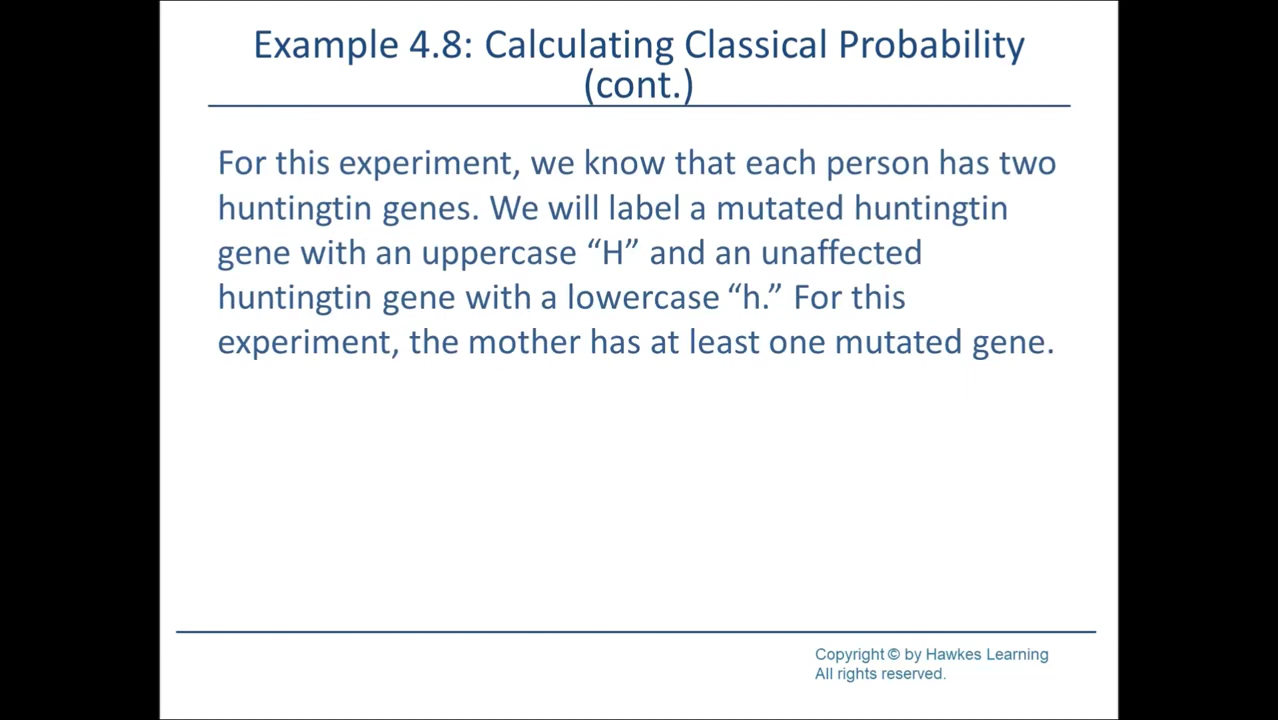 Example 4.8: Calculating Classical Probability
(cont.)
For this experiment, we know that each person has two
huntingtin genes. We will label a mutated huntingtin
gene with an uppercase “H” and an unaffected
huntingtin gene with a lowercase “h.” For this
experiment, the mother has at least one mutated gene.
Copyright © by Hawkes Learning
All rights reserved.